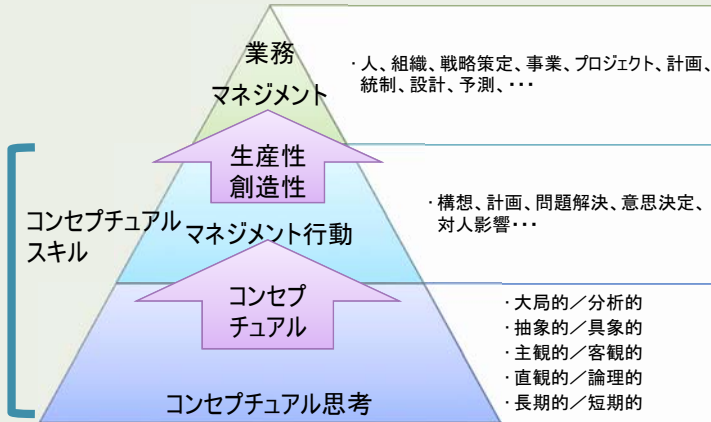 業務
マネジメント
・人、組織、戦略策定、事業、プロジェクト、計画、
統制、設計、予測、・・・
生産性
創造性
コンセプチュアル
スキル
マネジメント行動
・構想、計画、問題解決、意思決定、
対人影響・・・
コンセプ
チュアル
・大局的／分析的
・抽象的／具象的
・主観的／客観的
・直観的／論理的
・長期的／短期的
コンセプチュアル思考